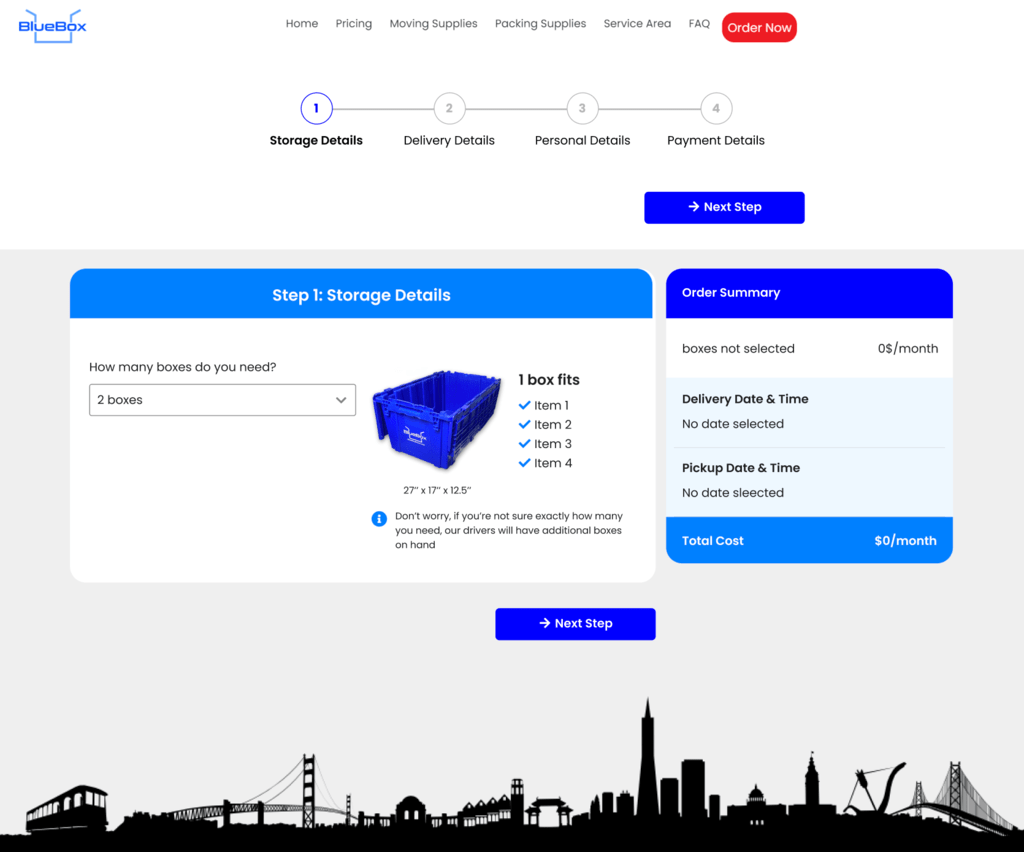 BlueBox
Home Pricing Moving Supplies Packing Supplies Service Area FAQ Order Now
1 2 3 4
Storage Details Delivery Details Personal Details Payment Details
→ Next Step
Step 1: Storage Details
How many boxes do you need?
2 boxes
BlueBox
27’’ x 17’’ x 12.5’’
1 box fits
Item 1
Item 2
Item 3
Item 4
Don’t worry, if you’re not sure exactly how many
you need, our drivers will have additional boxes
on hand
Order Summary
boxes not selected 0$/month
Delivery Date & Time
No date selected
Pickup Date & Time
No date sleected
Total Cost $0/month
→ Next Step